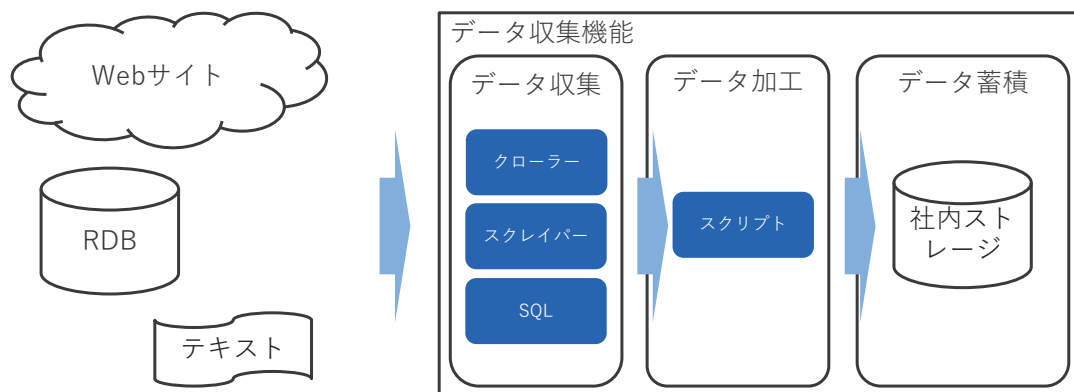 Webサイト
RDB
テキスト
データ収集機能
データ収集
クローラー
スクレイパー
SQL
データ加工
スクリプト
データ蓄積
社内スト
レージ